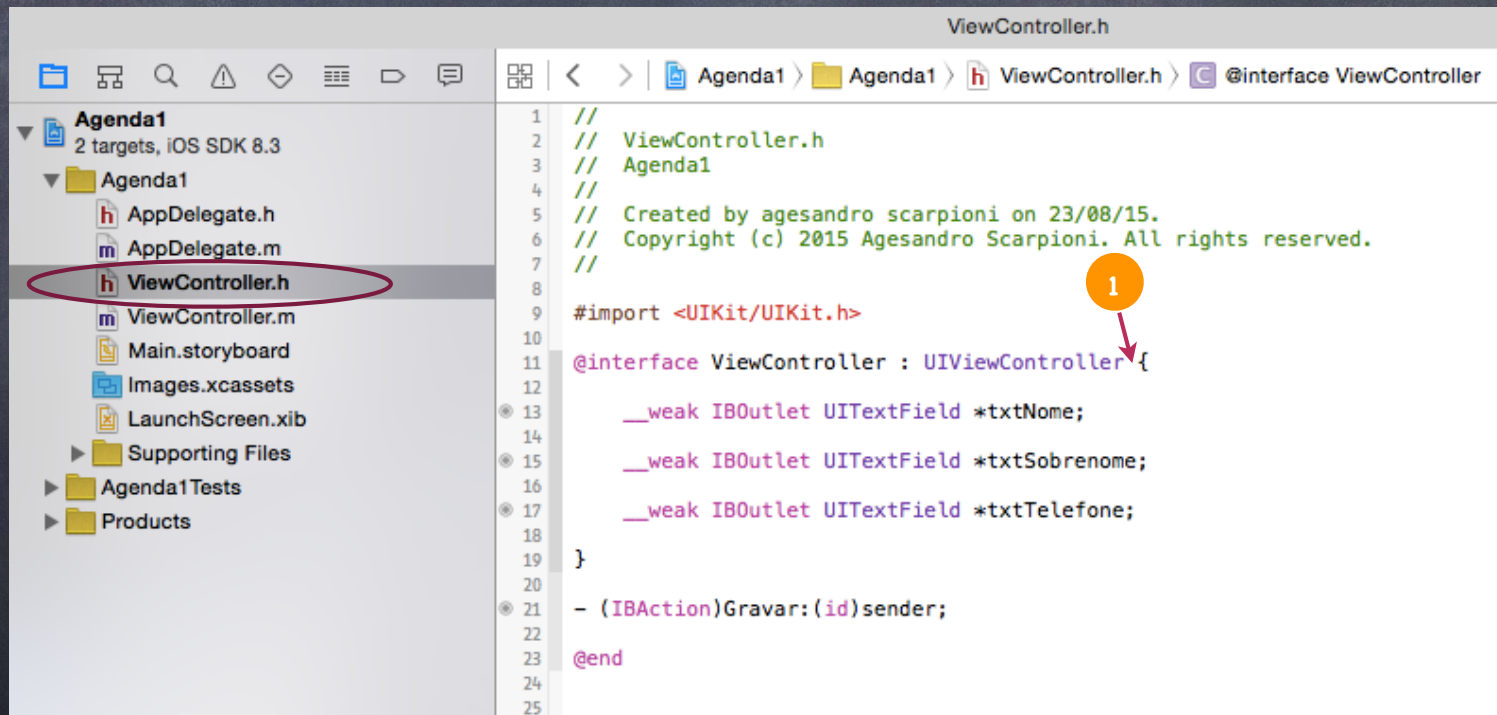 ViewController.h
Agenda1 〉 Agenda1 〉 h ViewController.h 〉 C @interface ViewController
Agenda1
2 targets, iOS SDK 8.3
Agenda1
h AppDelegate.h
m AppDelegate.m
h ViewController.h
m ViewController.m
Main.storyboard
Images.xcassets
LaunchScreen.xib
Supporting Files
Agenda1Tests
Products
1 //
2 //  ViewController.h
3 //  Agenda1
4 //
5 //  Created by agesandro scarpioni on 23/08/15.
6 //  Copyright (c) 2015 Agesandro Scarpioni. All rights reserved.
7 //
8
1
9 #import <UIKit/UIKit.h>
10
11 @interface ViewController : UIViewController {
12
13     __weak IBOutlet UITextField *txtNome;
14
15     __weak IBOutlet UITextField *txtSobrenome;
16
17     __weak IBOutlet UITextField *txtTelefone;
18
19 }
20
21 - (IBAction)Gravar:(id)sender;
22
23 @end
24
25